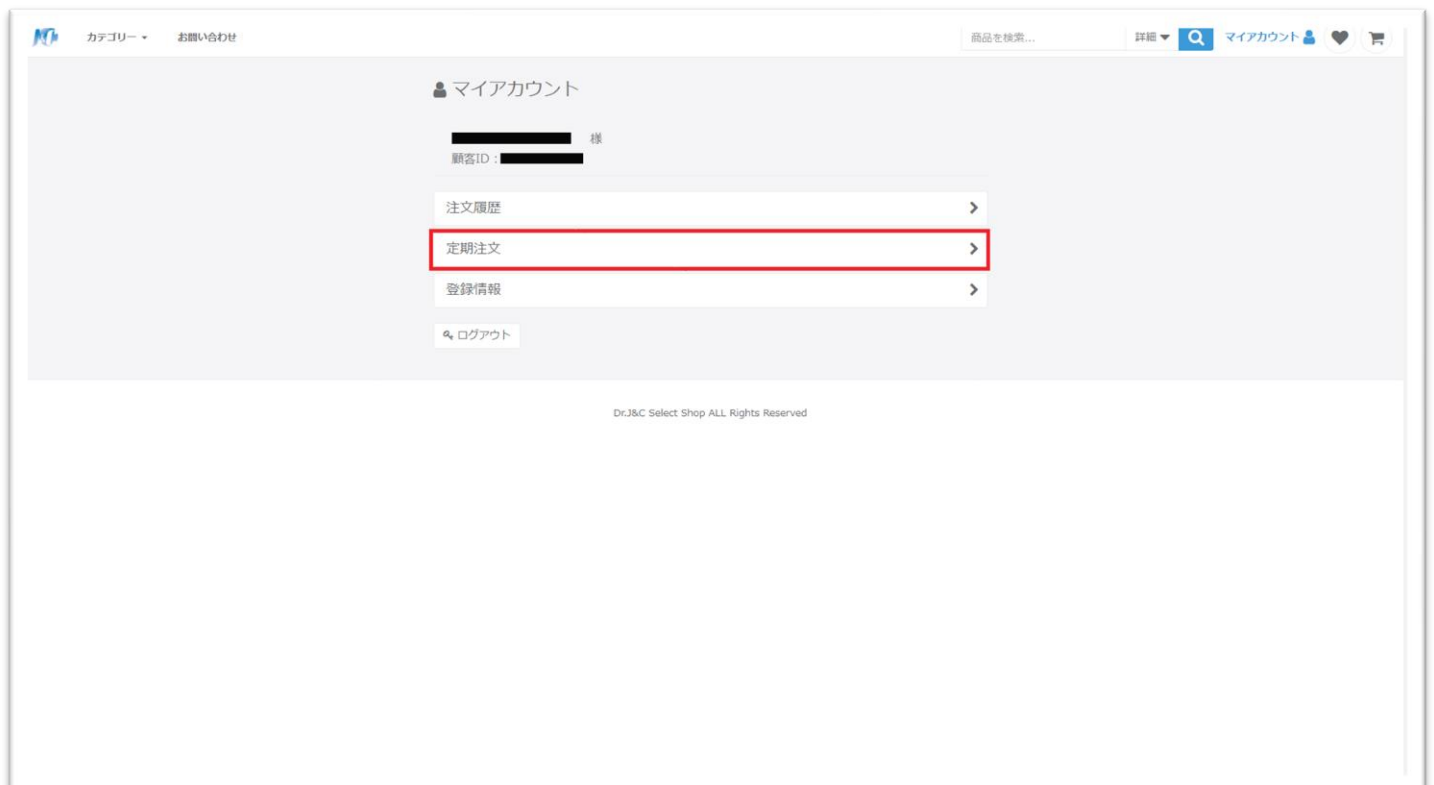 カテゴリー お問い合わせ 商品を検索... 詳細 マイアカウント
マイアカウント
様
顧客ID：
注文履歴
定期注文
登録情報
ログアウト
Dr.J&C Select Shop ALL Rights Reserved